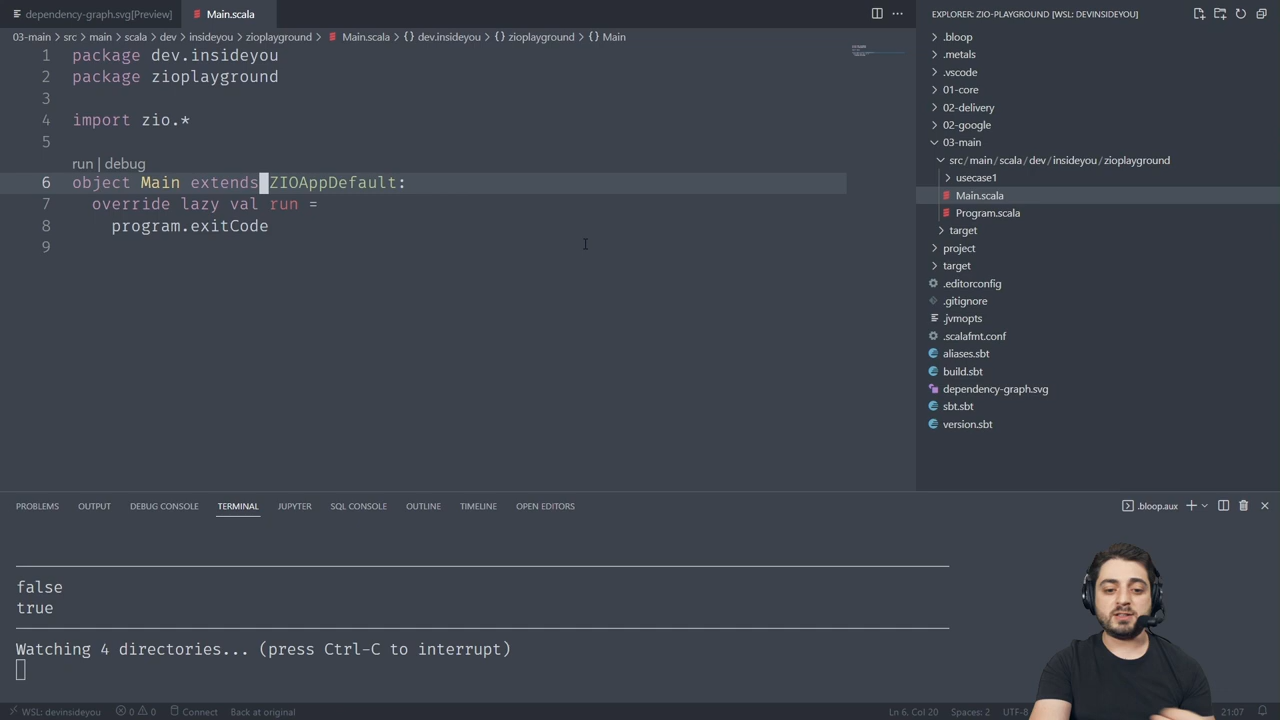 dependency-graph.svg[Preview]
Main.scala
03-main > src > main > scala > dev > insideyou > zioplayground > Main.scala > {} dev.insideyou > {} zioplayground > {} Main
1 package dev.insideyou
2 package zioplayground
3
4 import zio.*
5
run | debug
6 object Main extends ZIOAppDefault:
7 override lazy val run =
8 program.exitCode
9
EXPLORER: ZIO-PLAYGROUND [WSL: DEVINSIDEYOU]
.bloop
.metals
.vscode
01-core
02-delivery
02-google
03-main
src/main/scala/dev/insideyou/zioplayground
usecase1
Main.scala
Program.scala
target
project
target
.editorconfig
.gitignore
.jvmopts
.scalafmt.conf
aliases.sbt
build.sbt
dependency-graph.svg
sbt.sbt
version.sbt
PROBLEMS OUTPUT DEBUG CONSOLE TERMINAL JUPYTER SQL CONSOLE OUTLINE TIMELINE OPEN EDITORS
.bloop.aux
false
true
Watching 4 directories... (press Ctrl-C to interrupt)
WSL: devinsideyou 0 0 Connect Back to original Ln 6, Col 20 Spaces: 2 UTF-8 21:07